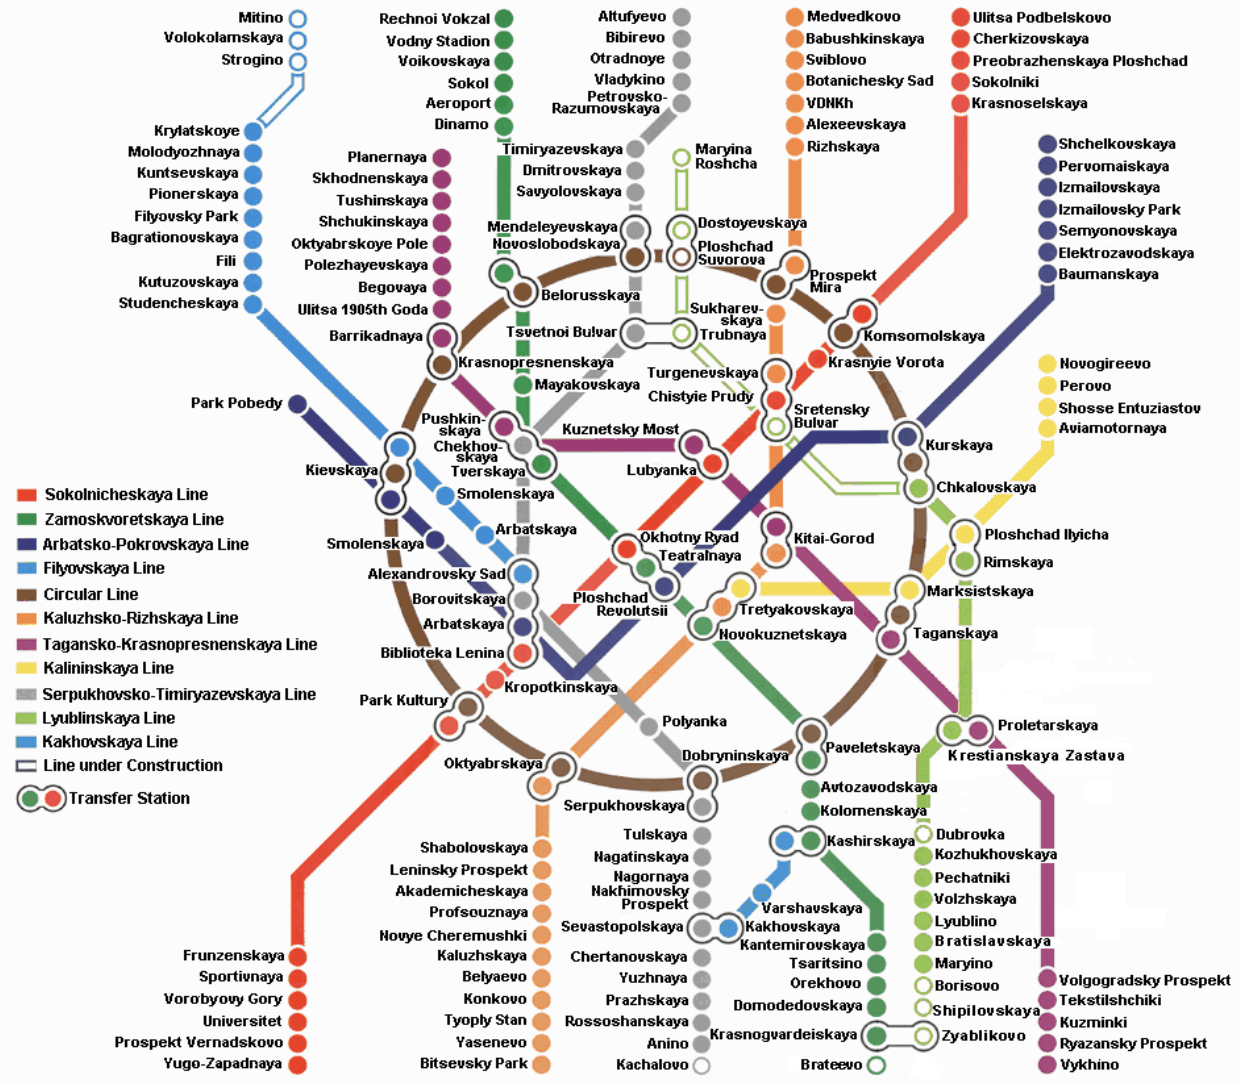 Mitino
Volokolamskaya
Strogino
Krylatskoye
Molodyozhnaya
Kuntsevskaya
Pionerskaya
Filyovsky Park
Bagrationovskaya
Fili
Kutuzovskaya
Studencheskaya
Park Pobedy
Rechnoi Vokzal
Vodny Stadion
Voikovskaya
Sokol
Aeroport
Dinamo
Planernaya
Skhodnenskaya
Tushinskaya
Shchukinskaya
Oktyabrskoye Pole
Polezhayevskaya
Begovaya
Ulitsa 1905th Goda
Barrikadnaya
Krasnopresnenskaya
Belorusskaya
Mayakovskaya
Altufyevo
Bibirevo
Otradnoye
Vladykino
Petrovsko-
Razumovskaya
Timiryazevskaya
Dmitrovskaya
Savyolovskaya
Mendeleyevskaya
Novoslobodskaya
Tsvetnoi Bulvar
Maryina
Roshcha
Dostoyevskaya
Ploshchad
Suvorova
Trubnaya
Medvedkovo
Babushkinskaya
Sviblovo
Botanichesky Sad
VDNKh
Alexeevskaya
Rizhskaya
Prospekt
Mira
Sukharev-
skaya
Turgenevskaya
Chistyie Prudy
Sretensky
Bulvar
Ulitsa Podbelskovo
Cherkizovskaya
Preobrazhenskaya Ploshchad
Sokolniki
Krasnoselskaya
Komsomolskaya
Krasnyie Vorota
Shchelkovskaya
Pervomaiskaya
Izmailovskaya
Izmailovsky Park
Semyonovskaya
Elektrozavodskaya
Baumanskaya
Kurskaya
Chkalovskaya
Novogireevo
Perovo
Shosse Entuziastov
Aviamotornaya
Ploshchad Ilyicha
Rimskaya
Marksistskaya
Taganskaya
Pushkin-
skaya
Chekhov-
skaya
Tverskaya
Kuznetsky Most
Lubyanka
Kievskaya
Smolenskaya
Arbatskaya
Smolenskaya
Okhotny Ryad
Teatralnaya
Ploshchad
Revolutsii
Kitai-Gorod
Tretyakovskaya
Novokuznetskaya
Alexandrovsky Sad
Borovitskaya
Arbatskaya
Biblioteka Lenina
Kropotkinskaya
Park Kultury
Polyanka
Oktyabrskaya
Dobryninskaya
Serpukhovskaya
Paveletskaya
Avtozavodskaya
Kolomenskaya
Kashirskaya
Varshavskaya
Kakhovskaya
Sevastopolskaya
Kantemirovskaya
Tsaritsino
Orekhovo
Domodedovskaya
Krasnogvardeiskaya
Brateevo
Proletarskaya
Krestianskaya Zastava
Dubrovka
Kozhukhovskaya
Pechatniki
Volzhskaya
Lyublino
Bratislavskaya
Maryino
Borisovo
Shipilovskaya
Zyablikovo
Volgogradsky Prospekt
Tekstilshchiki
Kuzminki
Ryazansky Prospekt
Vykhino
Tulskaya
Nagatinskaya
Nagornaya
Nakhimovsky
Prospekt
Chertanovskaya
Yuzhnaya
Prazhskaya
Rossoshanskaya
Anino
Kachalovo
Shabolovskaya
Leninsky Prospekt
Akademicheskaya
Profsouznaya
Novye Cheremushki
Kaluzhskaya
Belyaevo
Konkovo
Tyoply Stan
Yasenevo
Bitsevsky Park
Frunzenskaya
Sportivnaya
Vorobyovy Gory
Universitet
Prospekt Vernadskovo
Yugo-Zapadnaya
Sokolnicheskaya Line
Zamoskvoretskaya Line
Arbatsko-Pokrovskaya Line
Filyovskaya Line
Circular Line
Kaluzhsko-Rizhskaya Line
Tagansko-Krasnopresnenskaya Line
Kalininskaya Line
Serpukhovsko-Timiryazevskaya Line
Lyublinskaya Line
Kakhovskaya Line
Line under Construction
Transfer Station